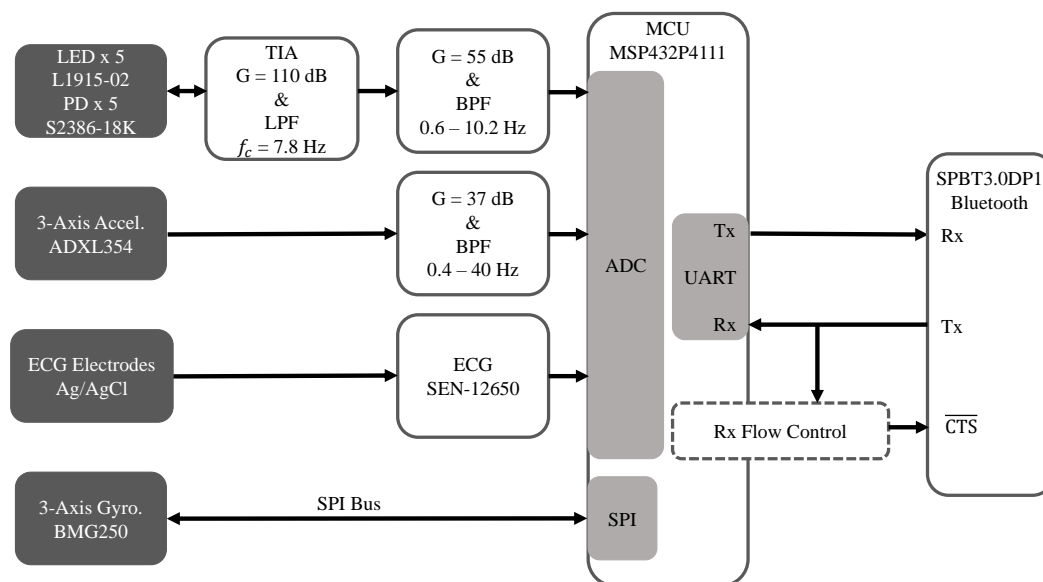 LED x 5
L1915-02
PD x 5
S2386-18K
TIA
G = 110 dB
&
LPF
f_c = 7.8 Hz
G = 55 dB
&
BPF
0.6 – 10.2 Hz
MCU
MSP432P4111
3-Axis Accel.
ADXL354
G = 37 dB
&
BPF
0.4 – 40 Hz
ADC
Tx
UART
Rx
SPBT3.0DP1
Bluetooth
Rx
Tx
C̅T̅S̅
ECG Electrodes
Ag/AgCl
ECG
SEN-12650
Rx Flow Control
3-Axis Gyro.
BMG250
SPI Bus
SPI